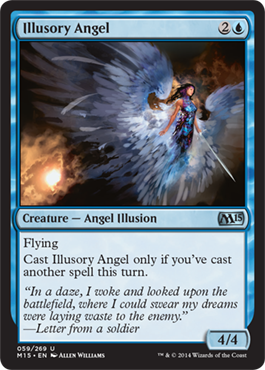 Illusory Angel 2
Creature — Angel Illusion M15
Flying
Cast Illusory Angel only if you’ve cast
another spell this turn.
“In a daze, I woke and looked upon the
battlefield, where I could swear my dreams
were laying waste to the enemy.”
—Letter from a soldier
4/4
059/269 U
M15 • EN Allen Williams ™ & © 2014 Wizards of the Coast